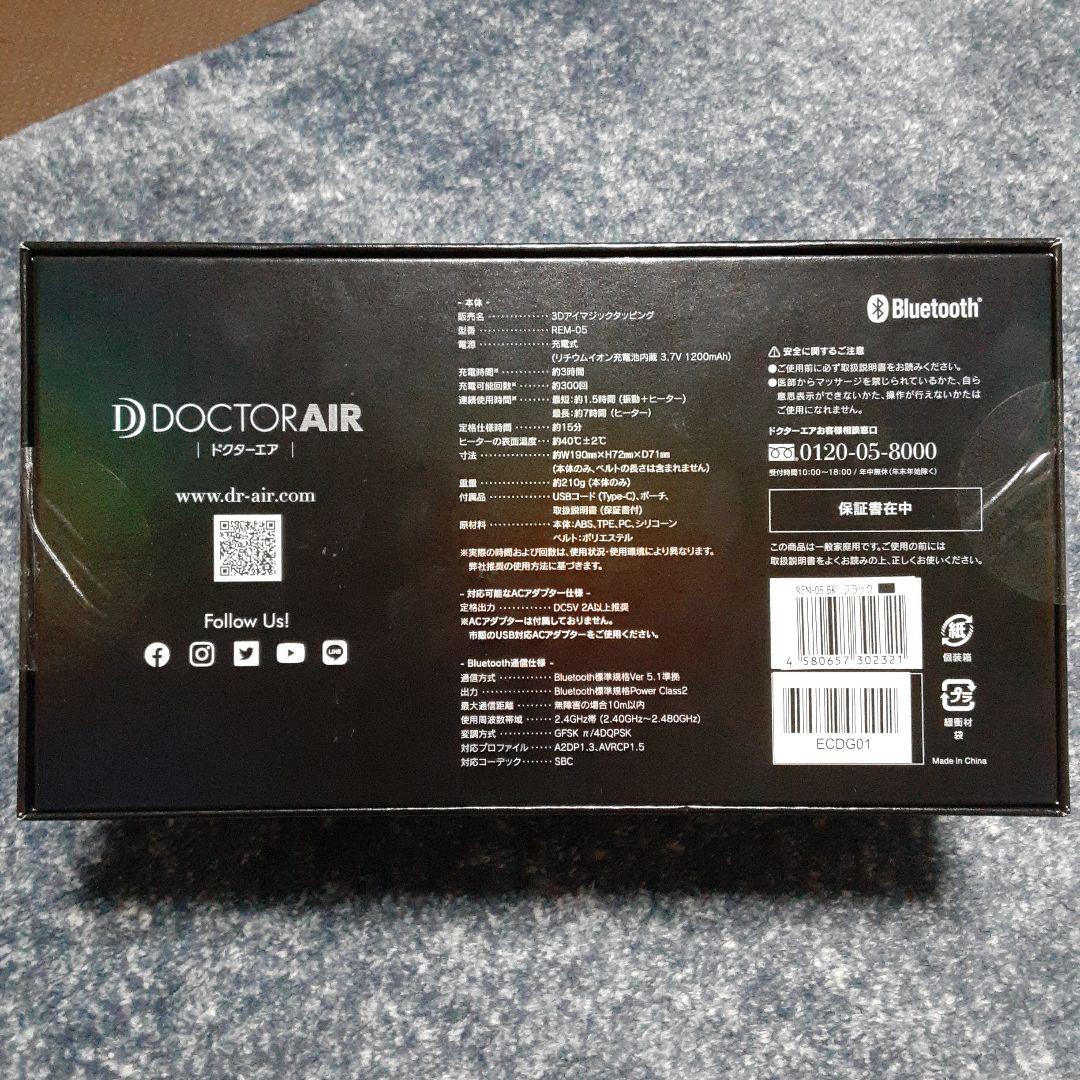 DOCTORAIR
| ドクターエア |
www.dr-air.com
Follow Us!
LINE
- 本体 -
販売名 ············ 3Dアイマジックタッピング
型番 ················ REM-05
電源 ················ 充電式
(リチウムイオン充電池内蔵 3.7V 1200mAh)
充電時間※ ········ 約3時間
充電可能回数※ ······· 約300回
連続使用時間※ ······· 最短:約1.5時間 (振動+ヒーター)
最長:約7時間 (ヒーター)
定格仕様時間 ········ 約15分
ヒーターの表面温度··· 約40℃±2℃
寸法 ················ 約W190mm×H72mm×D71mm
(本体のみ、ベルトの長さは含まれません)
重量 ················ 約210g (本体のみ)
付属品 ·············· USBコード (Type-C)、ポーチ、
取扱説明書 (保証書付)
原材料 ·············· 本体:ABS、TPE、PC、シリコーン
ベルト:ポリエステル
※実際の時間および回数は、使用状況・使用環境により異なります。
弊社推奨の使用方法に基づきます。
- 対応可能なACアダプター仕様 -
定格出力 ············ DC5V 2A以上推奨
※ACアダプターは付属しておりません。
市販のUSB対応ACアダプターをご使用ください。
- Bluetooth通信仕様 -
通信方式 ··········· Bluetooth標準規格Ver 5.1準拠
出力 ················ Bluetooth標準規格Power Class2
最大通信距離 ········ 無障害の場合10m以内
使用周波数帯域 ······ 2.4GHz帯 (2.40GHz～2.480GHz)
変調方式 ············ GFSK π/4DQPSK
対応プロファイル ····· A2DP1.3、AVRCP1.5
対応コーデック ······· SBC
Bluetooth®
⚠ 安全に関するご注意
●ご使用前に必ず取扱説明書をお読みください。
●医師からマッサージを禁じられているかた、自ら
意思表示ができないかた、操作が行えないかたは
ご使用になれません。
ドクターエアお客様相談窓口
0120-05-8000
受付時間10:00～18:00 / 年中無休(年末年始除く)
保証書在中
この商品は一般家庭用です。ご使用の前には
取扱説明書をよくお読みの上、正しくお使いください。
REM-05 BK ブラック
4 580657 302321
ECDG01
紙
個装箱
プラ
緩衝材
袋
Made in China